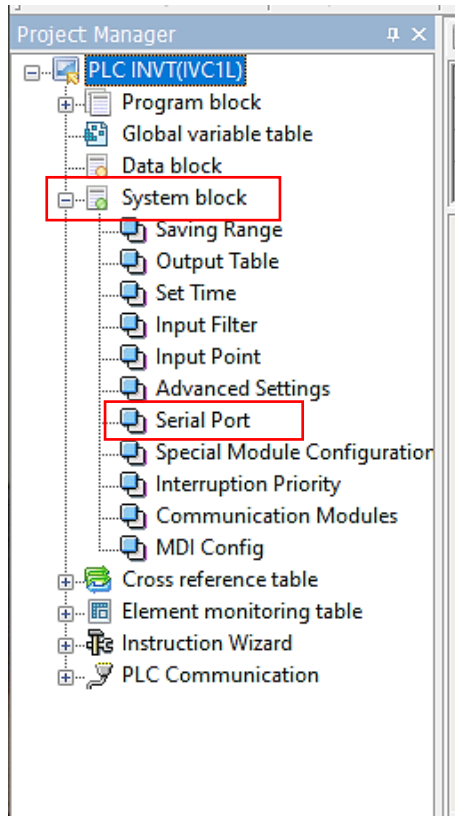 Project Manager
PLC INVT(IVC1L)
Program block
Global variable table
Data block
System block
Saving Range
Output Table
Set Time
Input Filter
Input Point
Advanced Settings
Serial Port
Special Module Configuration
Interruption Priority
Communication Modules
MDI Config
Cross reference table
Element monitoring table
Instruction Wizard
PLC Communication